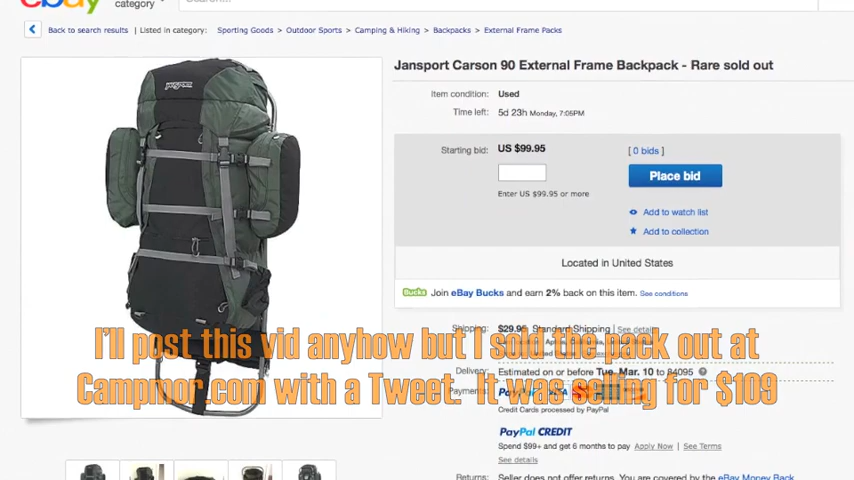 ebay
category
Search...
Back to search results | Listed in category: Sporting Goods > Outdoor Sports > Camping & Hiking > Backpacks > External Frame Packs
Jansport Carson 90 External Frame Backpack - Rare sold out
Item condition: Used
Time left: 5d 23h Monday, 7:05PM
Starting bid: US $99.95 [ 0 bids ]
Place bid
Enter US $99.95 or more
Add to watch list
Add to collection
Located in United States
Bucks Join eBay Bucks and earn 2% back on this item. See conditions
Shipping: $29.95 Standard Shipping | See details
I'll post this vid anyhow but I sold the pack out at
Campmor.com with a Tweet. It was selling for $109
Delivery: Estimated on or before Tue. Mar. 10 to 84095
Payments: PayPal
Credit Cards processed by PayPal
PayPal CREDIT
Spend $99+ and get 6 months to pay Apply Now | See Terms
See details
Returns: Seller does not offer returns. You are covered by the eBay Money Back